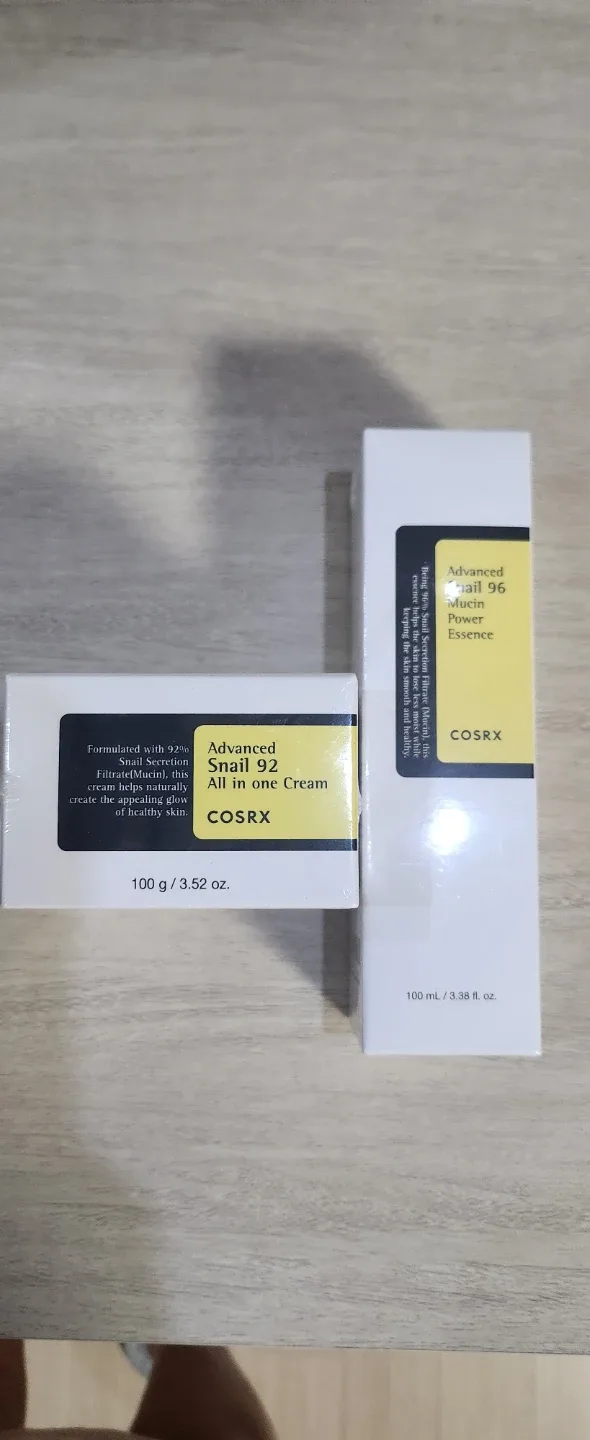 Formulated with 92%
Snail Secretion
Filtrate(Mucin), this
cream helps naturally
create the appealing glow
of healthy skin.
Advanced
Snail 92
All in one Cream
COSRX
100 g / 3.52 oz.
Being 96% Snail Secretion Filtrate (Mucin), this
essence helps the skin to lose less moist while
keeping the skin smooth and healthy.
Advanced
Snail 96
Mucin
Power
Essence
COSRX
100 mL / 3.38 fl. oz.